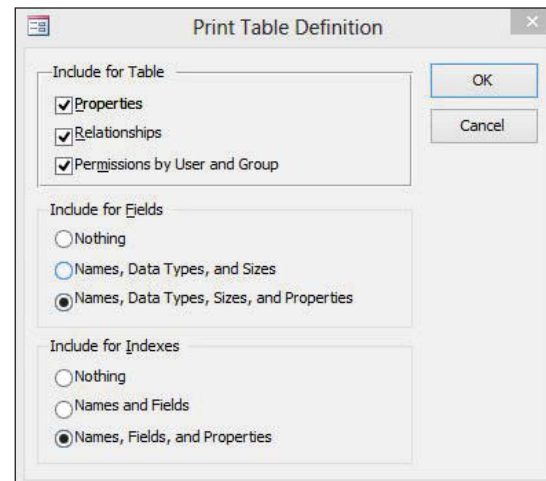 Print Table Definition
Include for Table
Properties
Relationships
Permissions by User and Group
OK
Cancel
Include for Fields
Nothing
Names, Data Types, and Sizes
Names, Data Types, Sizes, and Properties
Include for Indexes
Nothing
Names and Fields
Names, Fields, and Properties